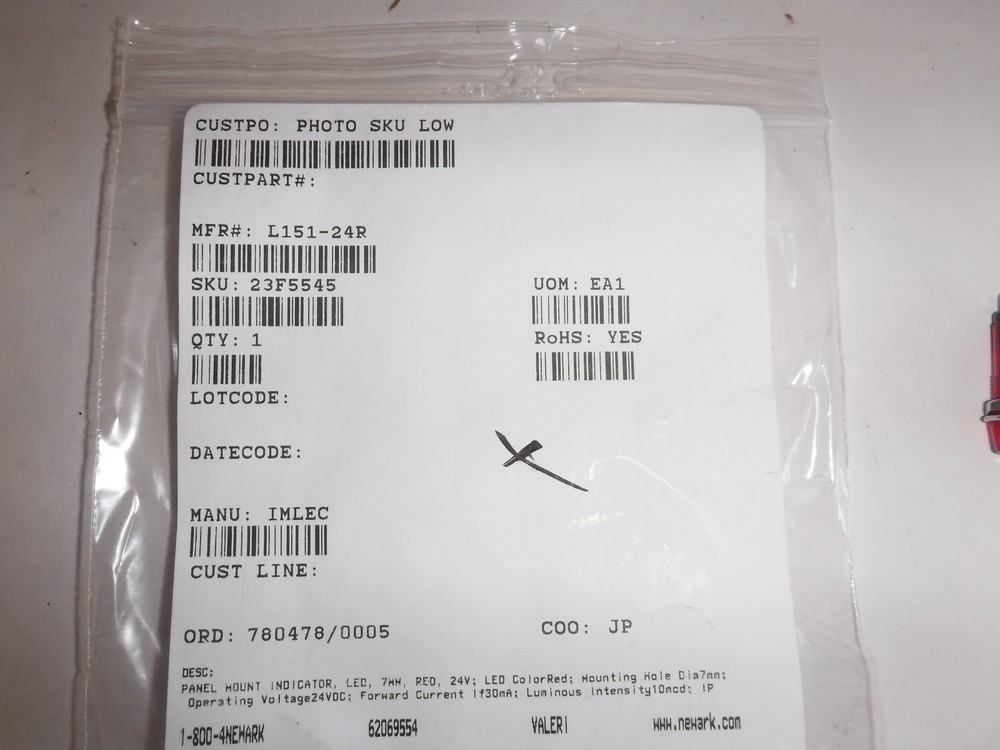 CUSTPO: PHOTO SKU LOW
CUSTPART#:
MFR#: L151-24R
SKU: 23F5545 UOM: EA1
QTY: 1 RoHS: YES
LOTCODE:
DATECODE:
MANU: IMLEC
CUST LINE:
ORD: 780478/0005 COO: JP
DESC:
PANEL MOUNT INDICATOR, LED, 7MM, RED, 24V; LED ColorRed; Mounting Hole Dia7mm;
Operating Voltage24VDC; Forward Current If30mA; Luminous Intensity10mcd; IP
1-800-4NEWARK 62069554 VALERI www.newark.com